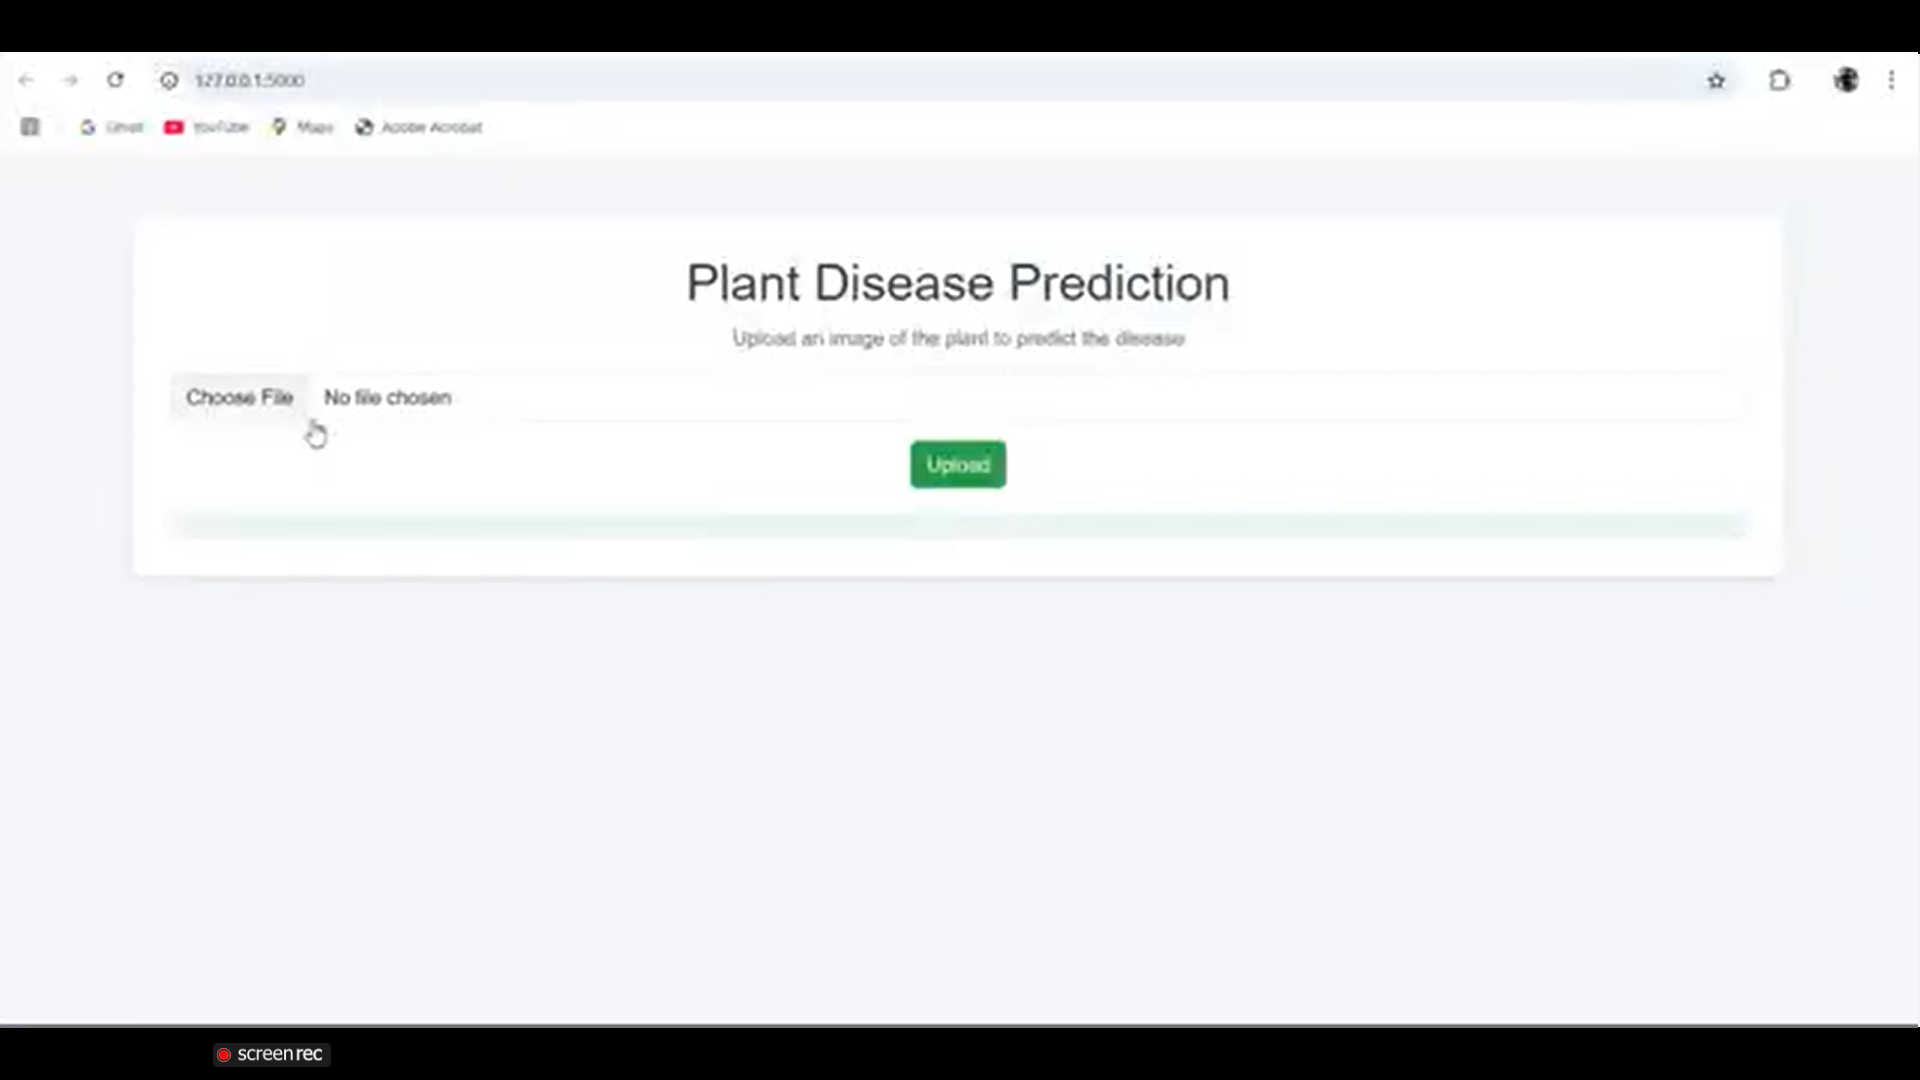 127.0.0.1:5000
Gmail YouTube Maps Adobe Acrobat
Plant Disease Prediction
Upload an image of the plant to predict the disease
Choose File No file chosen
Upload
screenrec